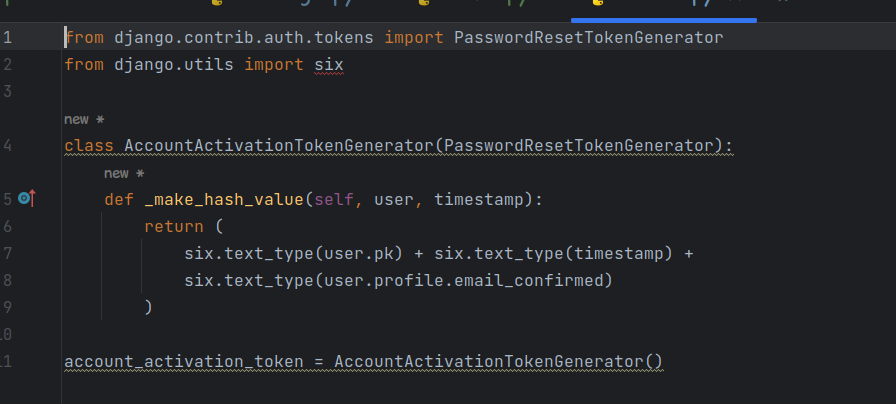 1 from django.contrib.auth.tokens import PasswordResetTokenGenerator
2 from django.utils import six
3
new *
4 class AccountActivationTokenGenerator(PasswordResetTokenGenerator):
new *
5 def _make_hash_value(self, user, timestamp):
6 return (
7 six.text_type(user.pk) + six.text_type(timestamp) +
8 six.text_type(user.profile.email_confirmed)
9 )
10
11 account_activation_token = AccountActivationTokenGenerator()